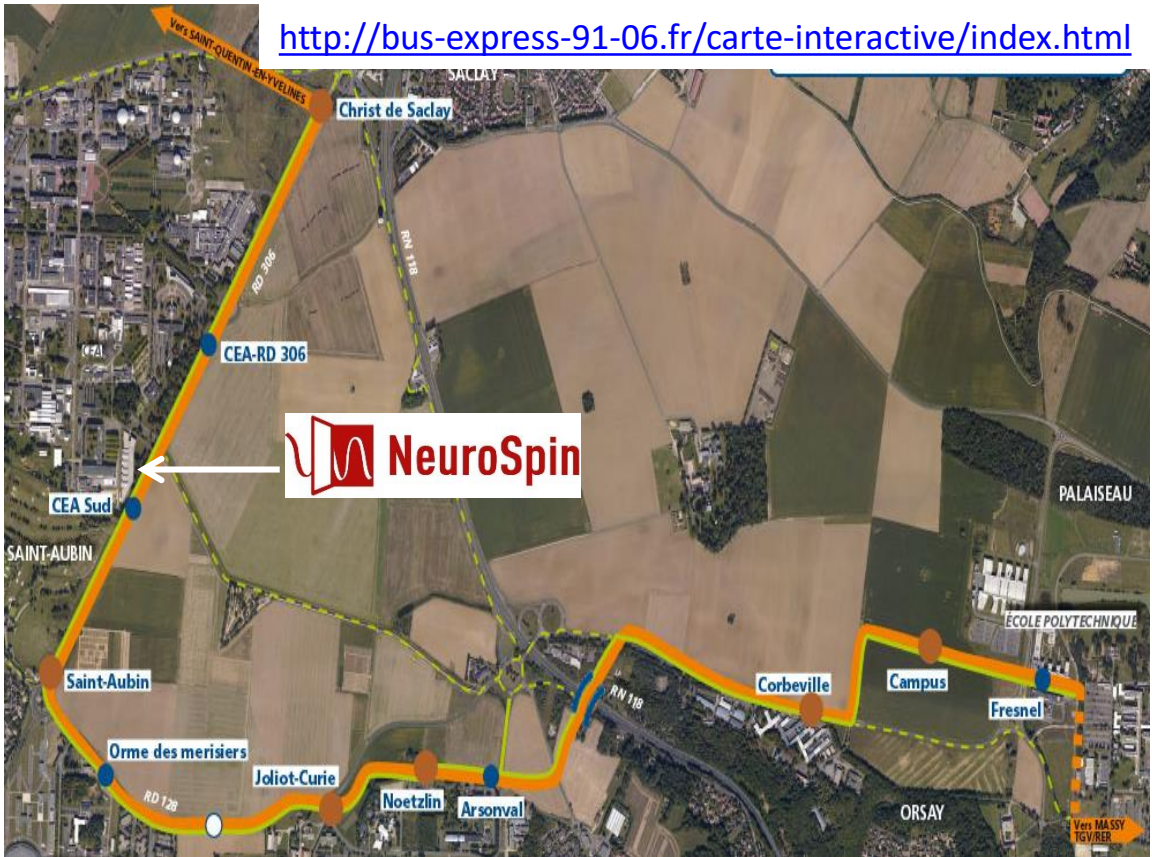 http://bus-express-91-06.fr/carte-interactive/index.html
Vers SAINT-QUENTIN-EN-YVELINES
SACLAY
Christ de Saclay
RN 118
RD 306
CEA-RD 306
CEA
NeuroSpin
CEA Sud
PALAISEAU
SAINT-AUBIN
ÉCOLE POLYTECHNIQUE
Saint-Aubin
Campus
Corbeville
RN 118
Fresnel
Orme des merisiers
Joliot-Curie
RD 128
Noetzlin
Arsonval
ORSAY
Vers MASSY
TGV/RER